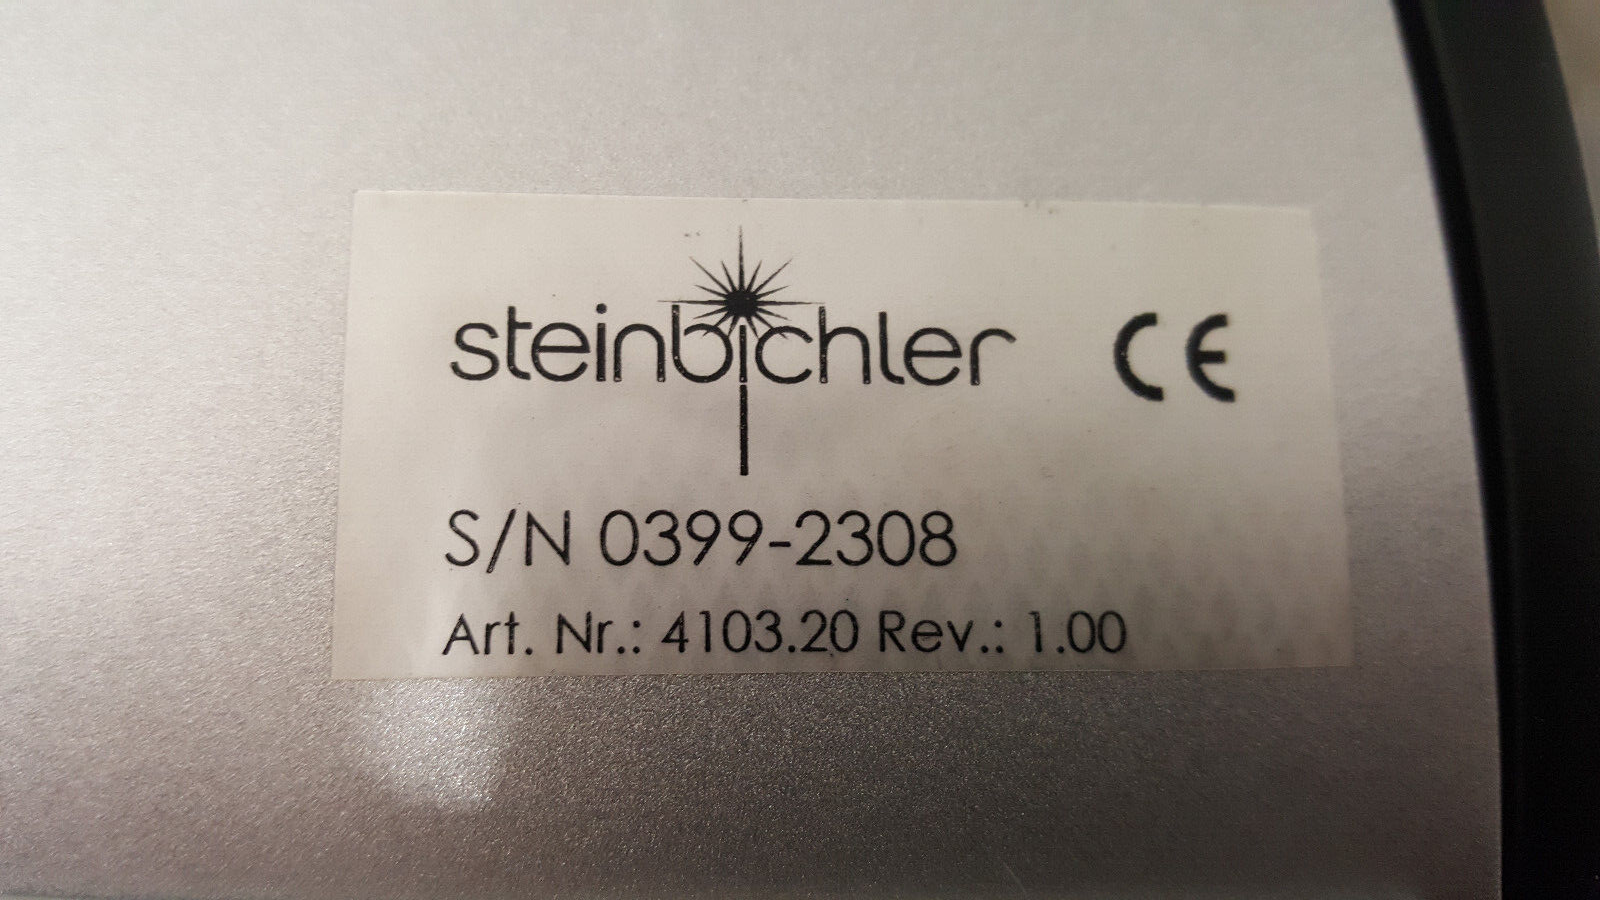 steinbichler CE
S/N 0399-2308
Art. Nr.: 4103.20 Rev.: 1.00